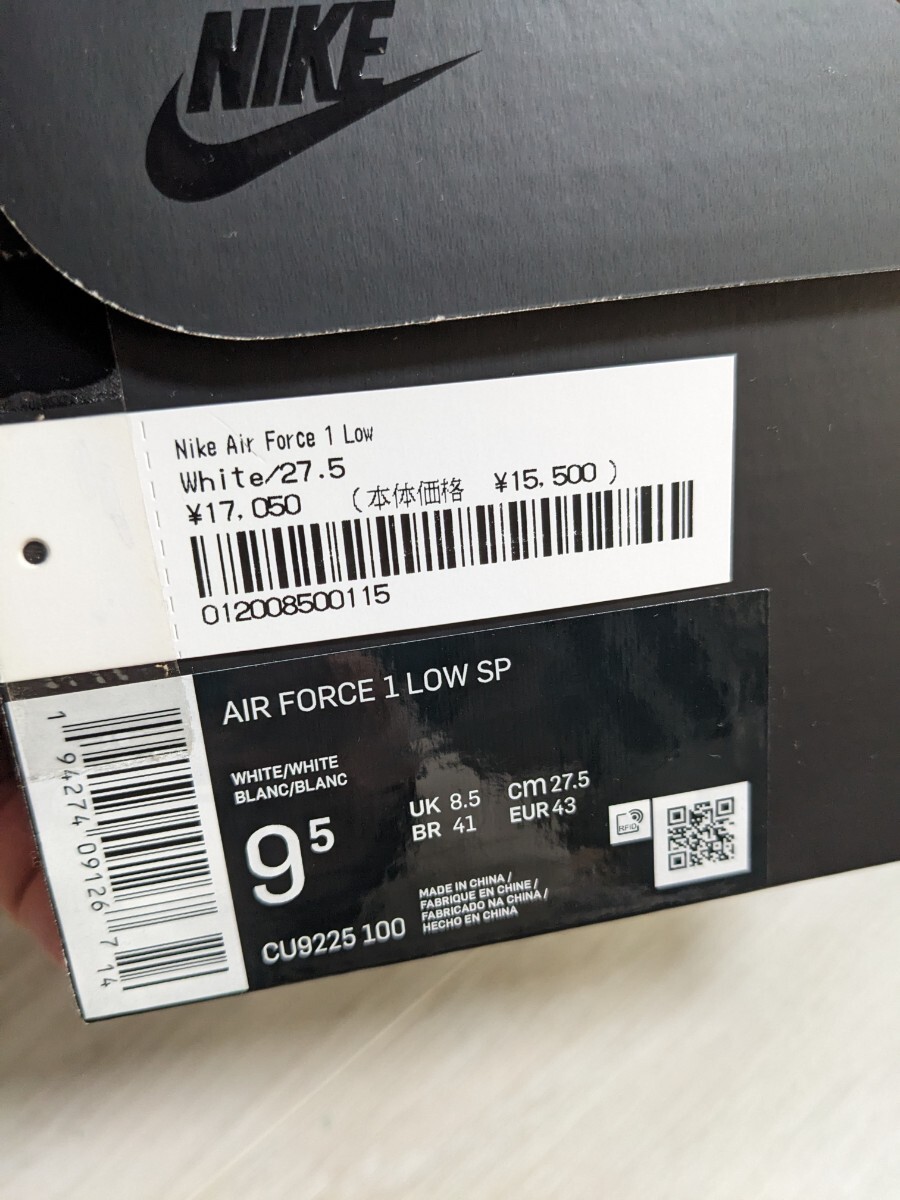 NIKE
Nike Air Force 1 Low
White/27.5
¥17,050 (本体価格 ¥15,500 )
012008500115
AIR FORCE 1 LOW SP
WHITE/WHITE
BLANC/BLANC
9 5
UK 8.5
BR 41
cm 27.5
EUR 43
RFID
CU9225 100
MADE IN CHINA /
FABRIQUE EN CHINE /
FABRICADO NA CHINA /
HECHO EN CHINA
1 94274 09126 7 14